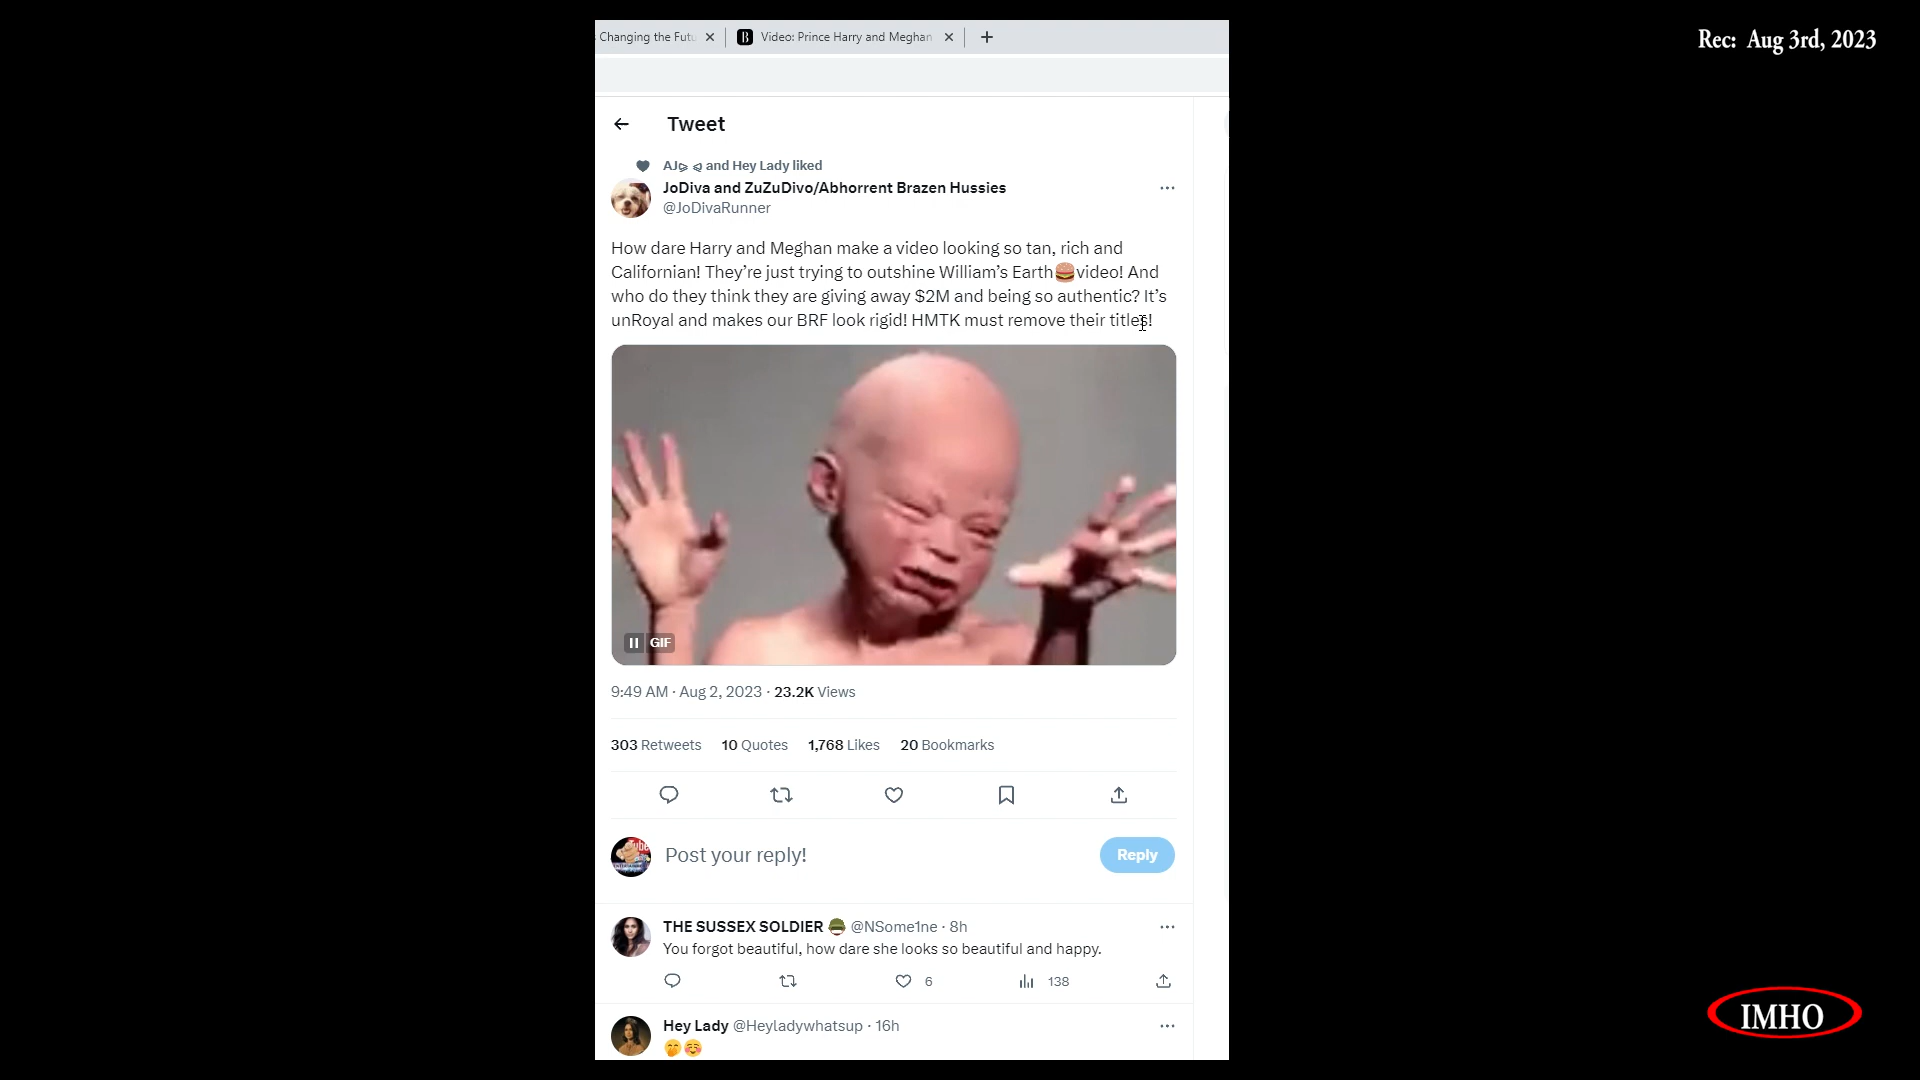 Changing the Futu
Video: Prince Harry and Meghan
Rec: Aug 3rd, 2023
Tweet
AJ and Hey Lady liked
JoDiva and ZuZuDivo/Abhorrent Brazen Hussies
@JoDivaRunner
How dare Harry and Meghan make a video looking so tan, rich and
Californian! They’re just trying to outshine William’s Earth🍔video! And
who do they think they are giving away $2M and being so authentic? It’s
unRoyal and makes our BRF look rigid! HMTK must remove their titles!
GIF
9:49 AM · Aug 2, 2023 · 23.2K Views
303 Retweets 10 Quotes 1,768 Likes 20 Bookmarks
Post your reply!
Reply
THE SUSSEX SOLDIER @NSome1ne · 8h
You forgot beautiful, how dare she looks so beautiful and happy.
6 138
Hey Lady @Heyladywhatsup · 16h
IMHO